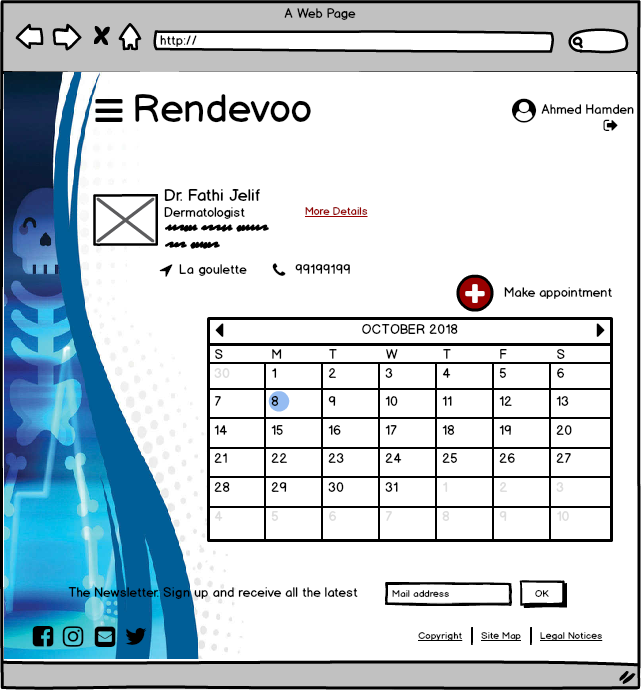 A Web Page
http://
Rendevoo
Ahmed Hamden
Dr. Fathi Jelif
Dermatologist
More Details
La goulette 99199199
Make appointment
OCTOBER 2018
S M T W T F S
30 1 2 3 4 5 6
7 8 9 10 11 12 13
14 15 16 17 18 19 20
21 22 23 24 25 26 27
28 29 30 31 1 2 3
4 5 6 7 8 9 10
The Newsletter. Sign up and receive all the latest
Mail address
OK
Copyright Site Map Legal Notices